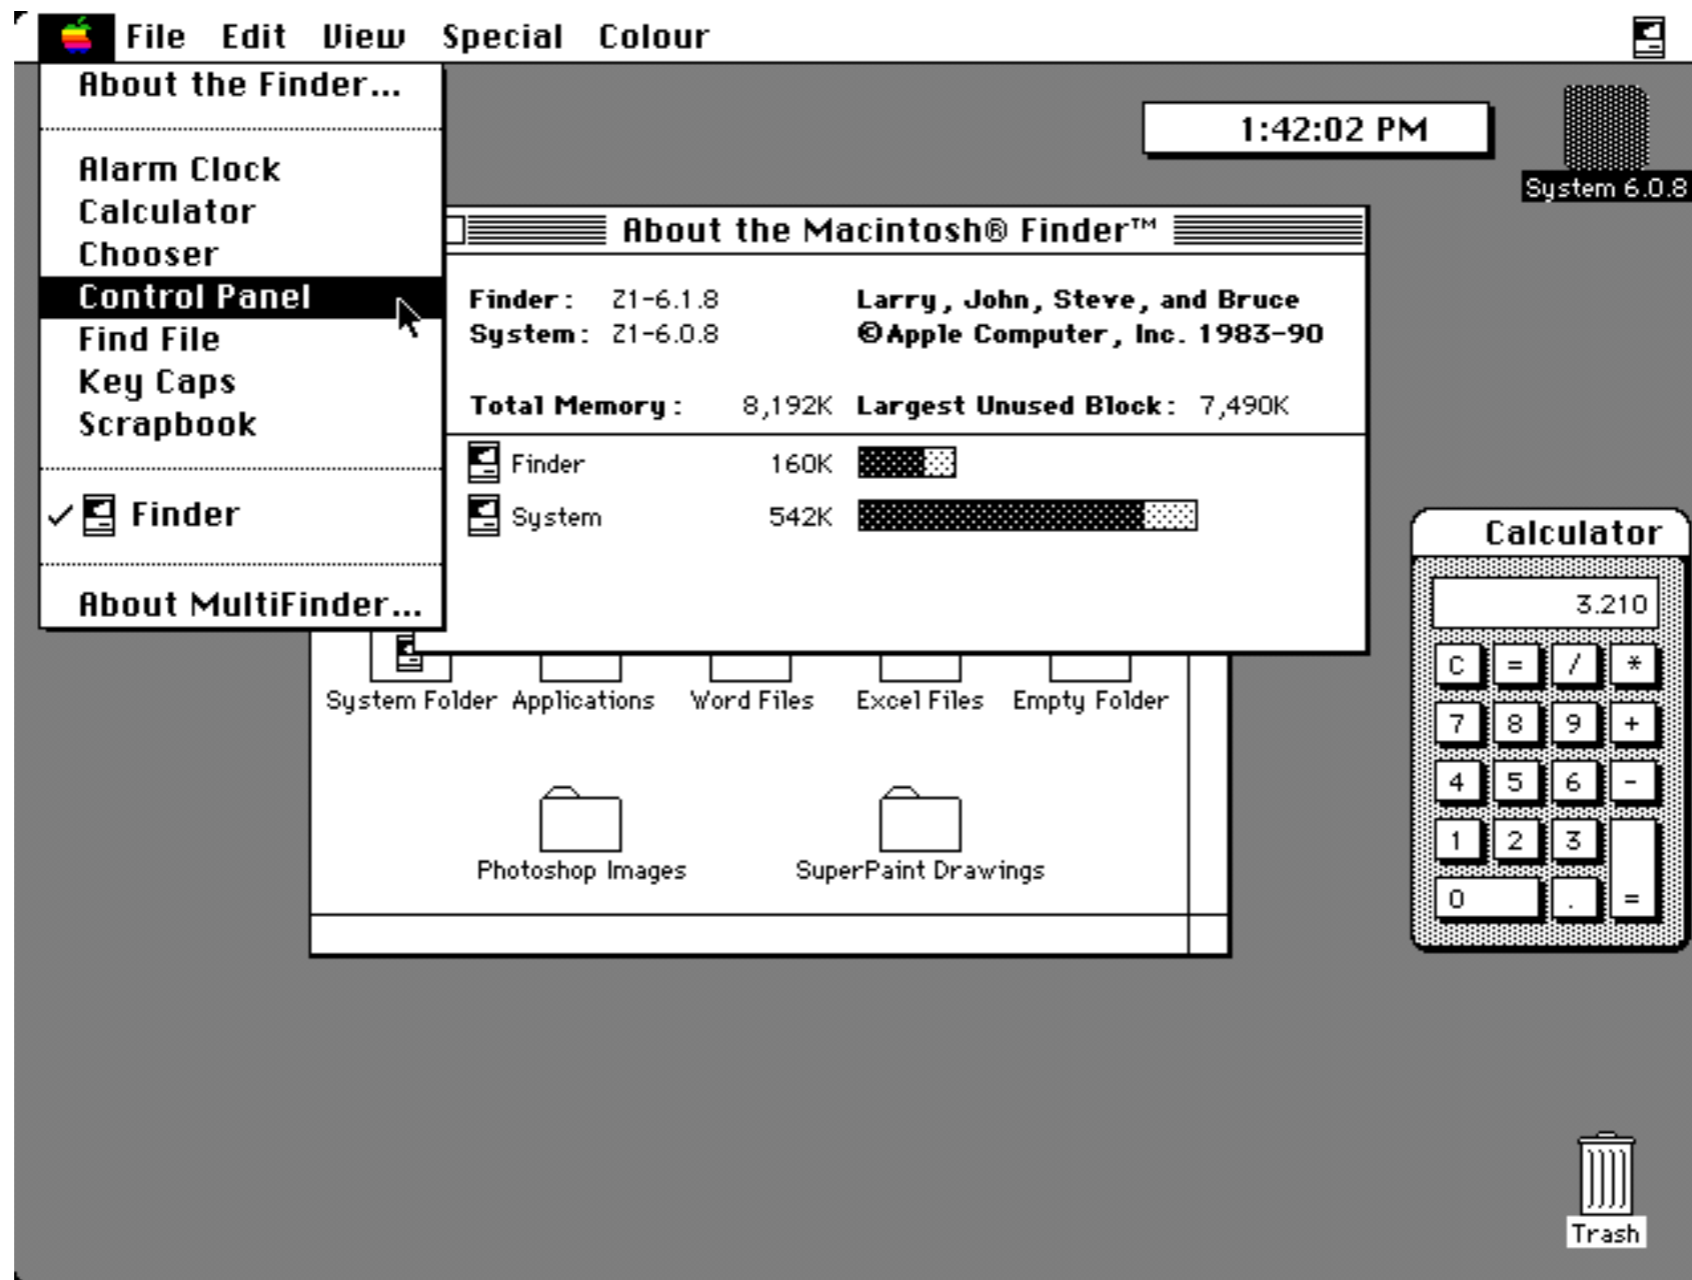 File Edit View Special Colour
About the Finder...
Alarm Clock
Calculator
Chooser
Control Panel
Find File
Key Caps
Scrapbook
✓ Finder
About MultiFinder...
1:42:02 PM
System 6.0.8
About the Macintosh® Finder™
Finder: Z1-6.1.8 Larry, John, Steve, and Bruce
System: Z1-6.0.8 ©Apple Computer, Inc. 1983-90
Total Memory: 8,192K Largest Unused Block: 7,490K
Finder 160K
System 542K
System Folder Applications Word Files Excel Files Empty Folder
Photoshop Images SuperPaint Drawings
Calculator
3.210
C = / *
7 8 9 +
4 5 6 -
1 2 3
0 . =
Trash